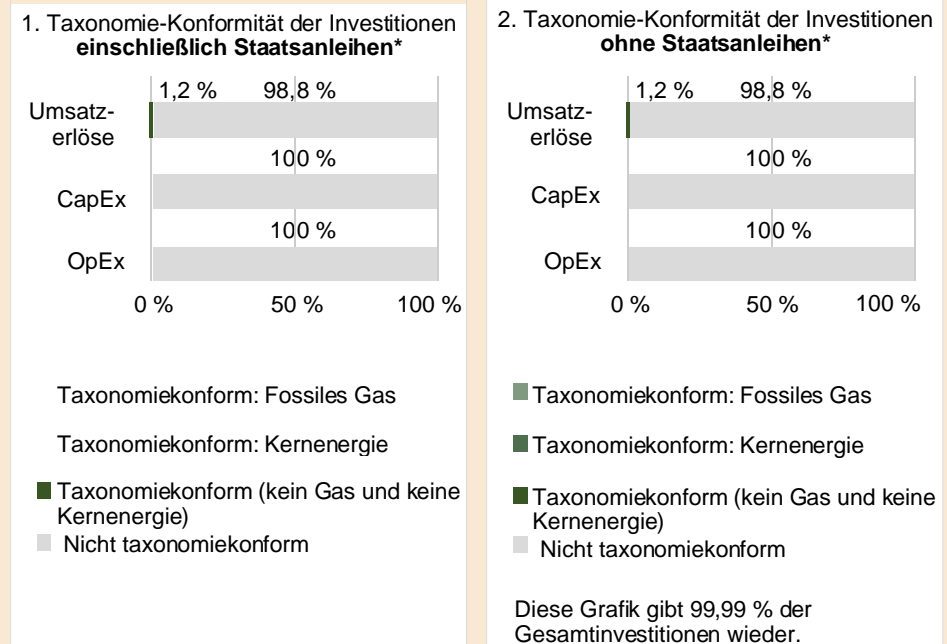 1. Taxonomie-Konformität der Investitionen
einschließlich Staatsanleihen*
1,2 % 98,8 %
Umsatz-
erlöse
100 %
CapEx
100 %
OpEx
0 % 50 % 100 %
Taxonomiekonform: Fossiles Gas
Taxonomiekonform: Kernenergie
Taxonomiekonform (kein Gas und keine
Kernenergie)
Nicht taxonomiekonform
2. Taxonomie-Konformität der Investitionen
ohne Staatsanleihen*
1,2 % 98,8 %
Umsatz-
erlöse
100 %
CapEx
100 %
OpEx
0 % 50 % 100 %
Taxonomiekonform: Fossiles Gas
Taxonomiekonform: Kernenergie
Taxonomiekonform (kein Gas und keine
Kernenergie)
Nicht taxonomiekonform
Diese Grafik gibt 99,99 % der
Gesamtinvestitionen wieder.